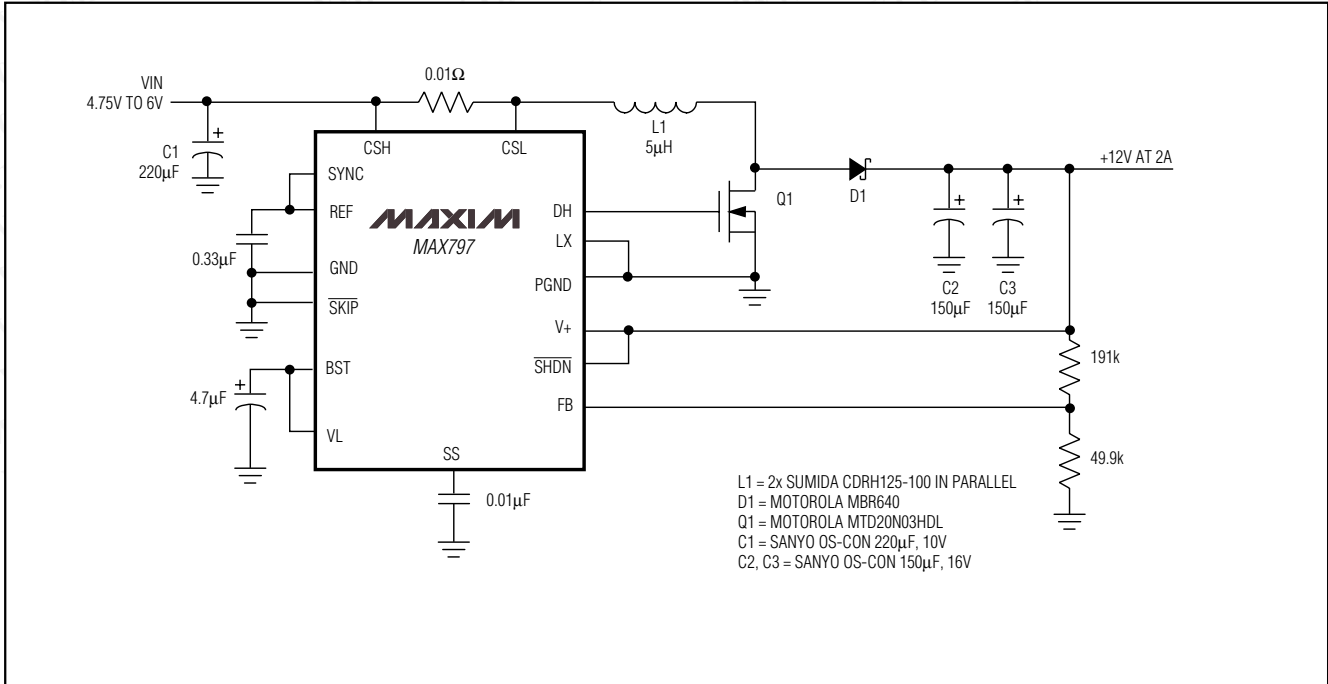 VIN
4.75V TO 6V
0.01Ω
L1
5µH
+12V AT 2A
C1
220µF
+
CSH
CSL
SYNC
REF
MAXIM
MAX797
DH
Q1
D1
LX
0.33µF
GND
PGND
SKIP
+
+
C2
150µF
C3
150µF
V+
SHDN
191k
BST
4.7µF
+
FB
VL
SS
49.9k
0.01µF
L1 = 2x SUMIDA CDRH125-100 IN PARALLEL
D1 = MOTOROLA MBR640
Q1 = MOTOROLA MTD20N03HDL
C1 = SANYO OS-CON 220µF, 10V
C2, C3 = SANYO OS-CON 150µF, 16V